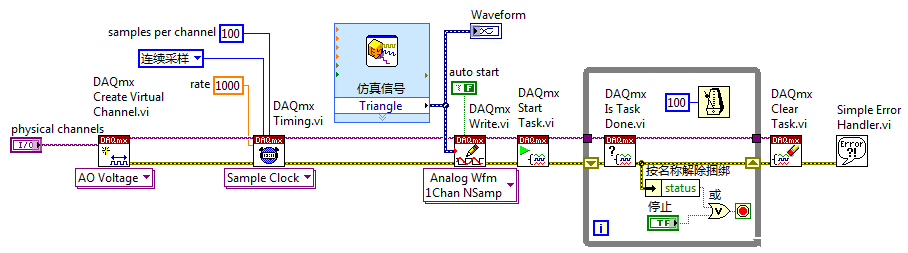 Waveform
samples per channel
100
连续采样
仿真信号
Triangle
DAQmx
Create Virtual
Channel.vi
rate
1000
DAQmx
Timing.vi
auto start
T F
DAQmx
Write.vi
DAQmx
Start
Task.vi
DAQmx
Is Task
Done.vi
100
DAQmx
Clear
Task.vi
Simple Error
Handler.vi
physical channels
I/O
DAQmx
DAQmx
DAQmx
DAQmx
DAQmx
DAQmx
Error
?!
AO Voltage
Sample Clock
Analog Wfm
1Chan NSamp
按名称解除捆绑
status
或
停止
TF
V
i